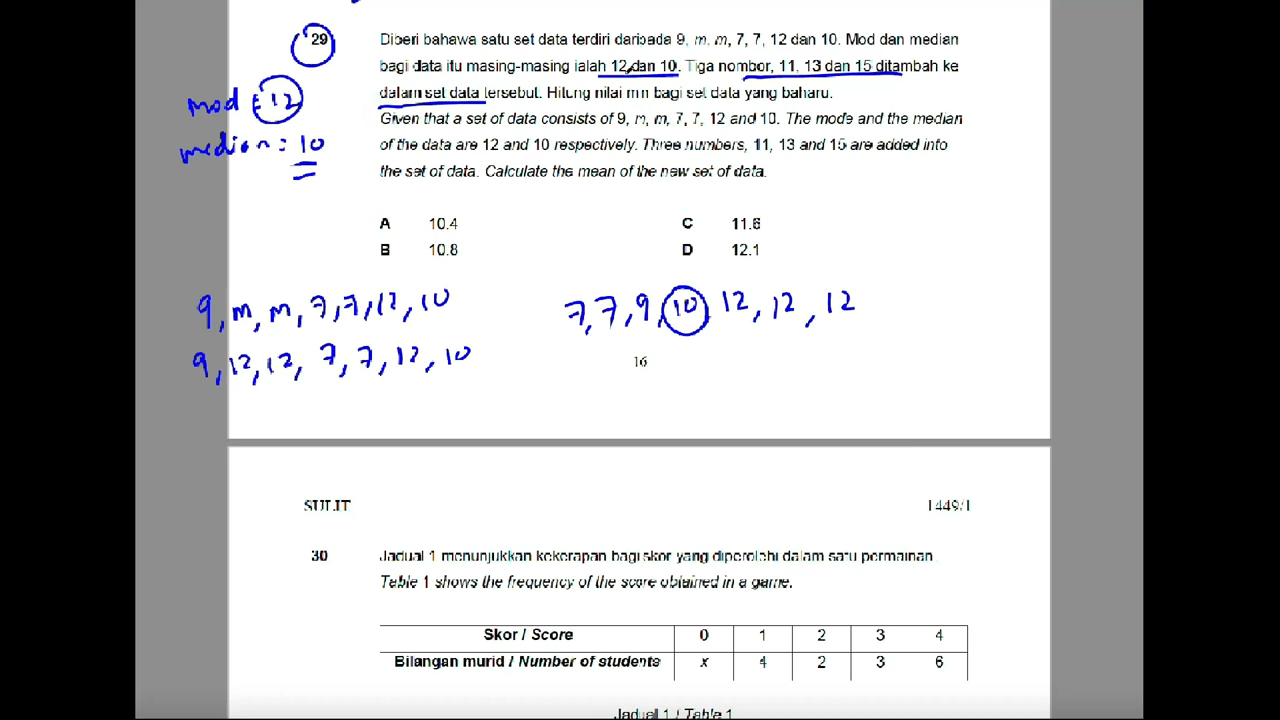 29 Diberi bahawa satu set data terdiri daripada 9, m, m, 7, 7, 12 dan 10. Mod dan median
bagi data itu masing-masing ialah 12 dan 10. Tiga nombor, 11, 13 dan 15 ditambah ke
dalam set data tersebut. Hitung nilai min bagi set data yang baharu.
Given that a set of data consists of 9, m, m, 7, 7, 12 and 10. The mode and the median
of the data are 12 and 10 respectively. Three numbers, 11, 13 and 15 are added into
the set of data. Calculate the mean of the new set of data.
mod = 12
median = 10
A 10.4 C 11.6
B 10.8 D 12.1
9, m, m, 7, 7, 12, 10
7, 7, 9, 10, 12, 12, 12
9, 12, 12, 7, 7, 12, 10
16
SULIT 1449/1
30 Jadual 1 menunjukkan kekerapan bagi skor yang diperolehi dalam satu permainan.
Table 1 shows the frequency of the score obtained in a game.
Skor / Score 0 1 2 3 4
Bilangan murid / Number of students x 4 2 3 6
Jadual 1 / Table 1